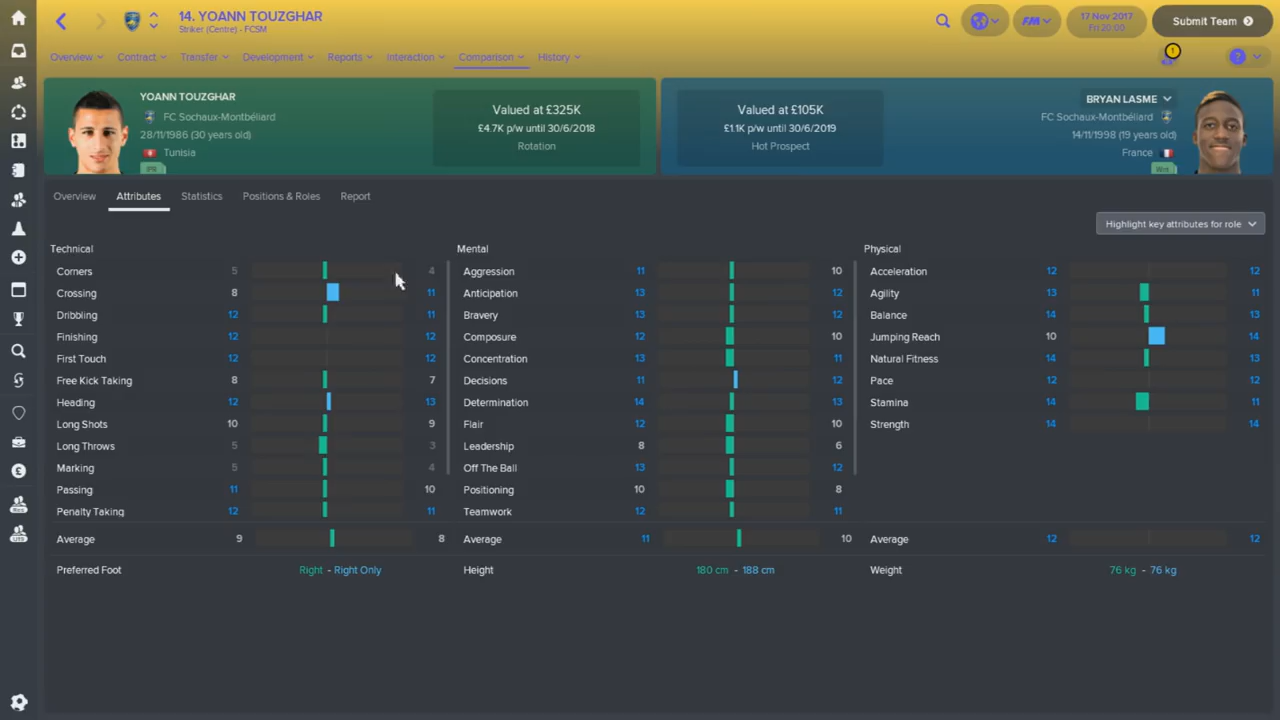 14. YOANN TOUZGHAR
Striker (Centre) - FCSM
FM
17 Nov 2017
Fri 20:00
Submit Team
Overview Contract Transfer Development Reports Interaction Comparison History
1
?
YOANN TOUZGHAR
FC Sochaux-Montbéliard
28/11/1986 (30 years old)
Tunisia
Valued at £325K
£4.7K p/w until 30/6/2018
Rotation
Valued at £105K
£1.1K p/w until 30/6/2019
Hot Prospect
BRYAN LASME
FC Sochaux-Montbéliard
14/11/1998 (19 years old)
France
Wnt
Overview Attributes Statistics Positions & Roles Report
Highlight key attributes for role
Technical
Corners 5 4
Crossing 8 11
Dribbling 12 11
Finishing 12 12
First Touch 12 12
Free Kick Taking 8 7
Heading 12 13
Long Shots 10 9
Long Throws 5 3
Marking 5 4
Passing 11 10
Penalty Taking 12 11
Average 9 8
Preferred Foot Right - Right Only
Mental
Aggression 11 10
Anticipation 13 12
Bravery 13 12
Composure 12 10
Concentration 13 11
Decisions 11 12
Determination 14 13
Flair 12 10
Leadership 8 6
Off The Ball 13 12
Positioning 10 8
Teamwork 12 11
Average 11 10
Height 180 cm - 188 cm
Physical
Acceleration 12 12
Agility 13 11
Balance 14 13
Jumping Reach 10 14
Natural Fitness 14 13
Pace 12 12
Stamina 14 11
Strength 14 14
Average 12 12
Weight 76 kg - 76 kg